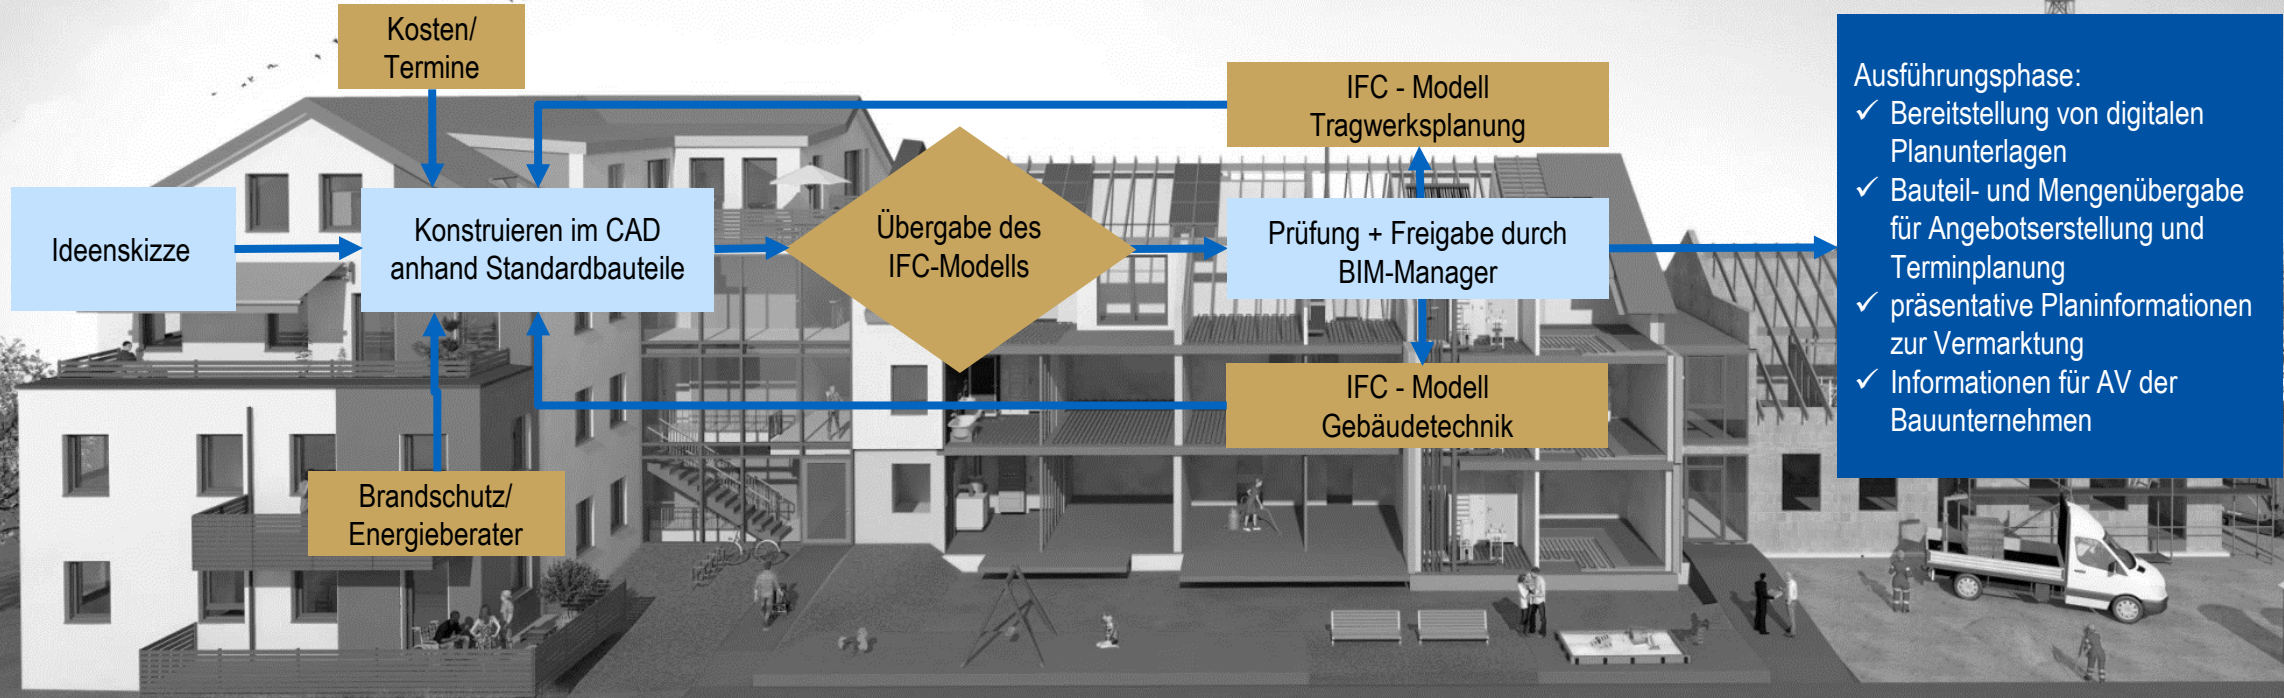 Kosten/
Termine
Ideenskizze
Konstruieren im CAD
anhand Standardbauteile
Brandschutz/
Energieberater
Übergabe des
IFC-Modells
IFC - Modell
Tragwerksplanung
Prüfung + Freigabe durch
BIM-Manager
IFC - Modell
Gebäudetechnik
Ausführungsphase:
✓ Bereitstellung von digitalen
Planunterlagen
✓ Bauteil- und Mengenübergabe
für Angebotserstellung und
Terminplanung
✓ präsentative Planinformationen
zur Vermarktung
✓ Informationen für AV der
Bauunternehmen